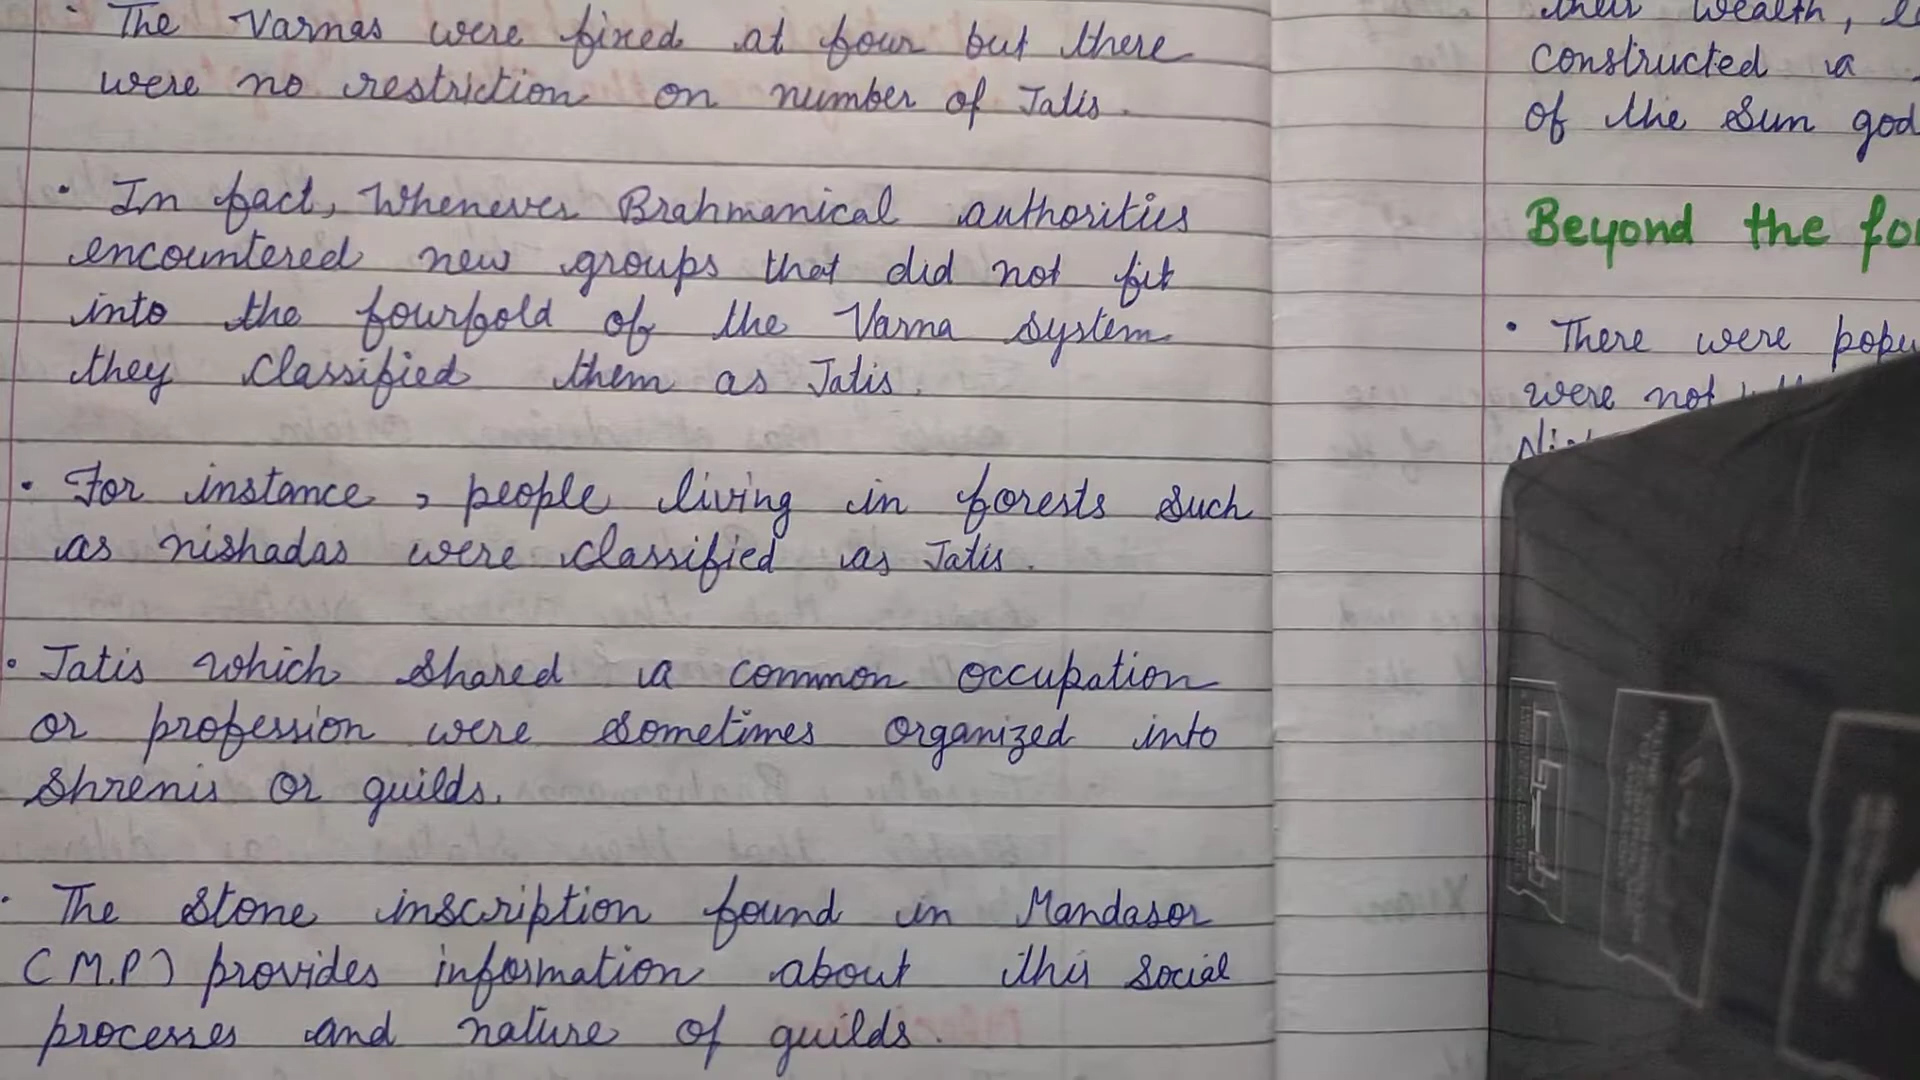 • The Varnas were fixed at four but there
were no restriction on number of Jatis.
• In fact, Whenever Brahmanical authorities
encountered new groups that did not fit
into the fourfold of the Varna system
they classified them as Jatis.
• For instance, people living in forests such
as nishadas were classified as Jatis.
• Jatis which shared a common occupation
or profession were sometimes organized into
Shrenis or guilds.
• The stone inscription found in Mandasor
(M.P) provides information about this social
processes and nature of guilds.
their wealth,
constructed a
of the Sun god
Beyond the
• There were
were not